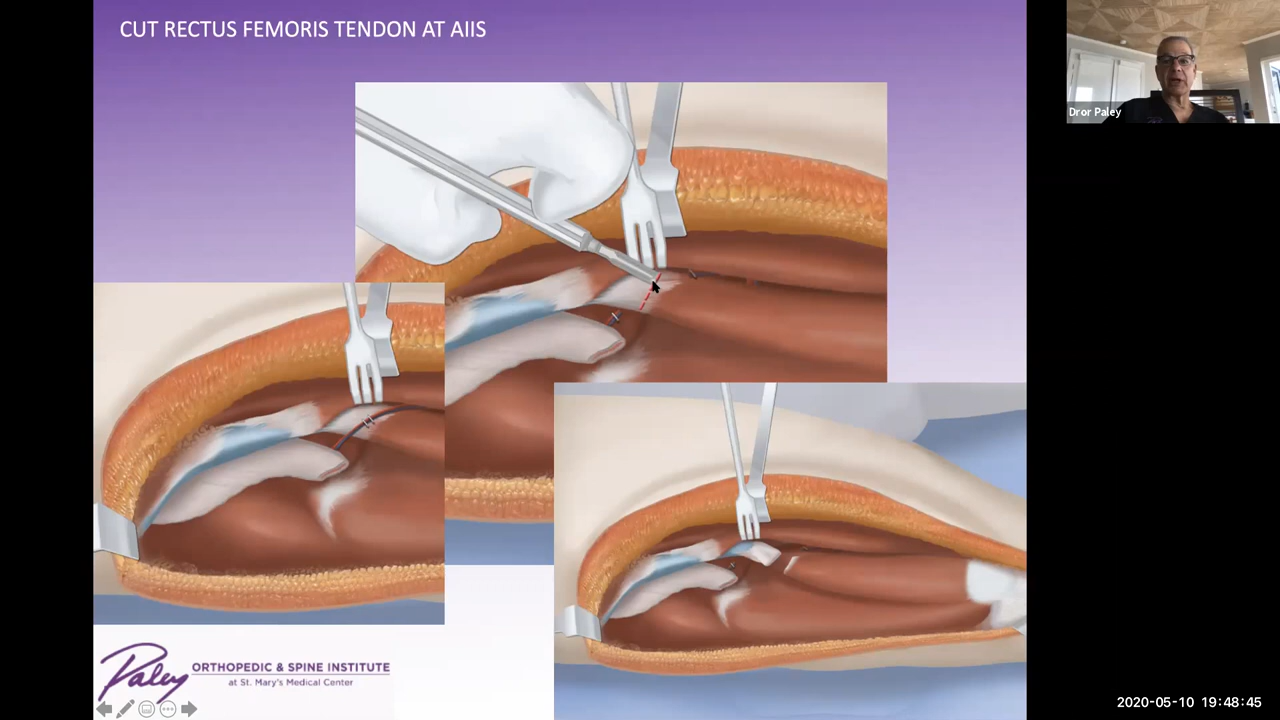 CUT RECTUS FEMORIS TENDON AT AIIS
Dror Paley
Paley
ORTHOPEDIC & SPINE INSTITUTE
at St. Mary's Medical Center
2020-05-10 19:48:45